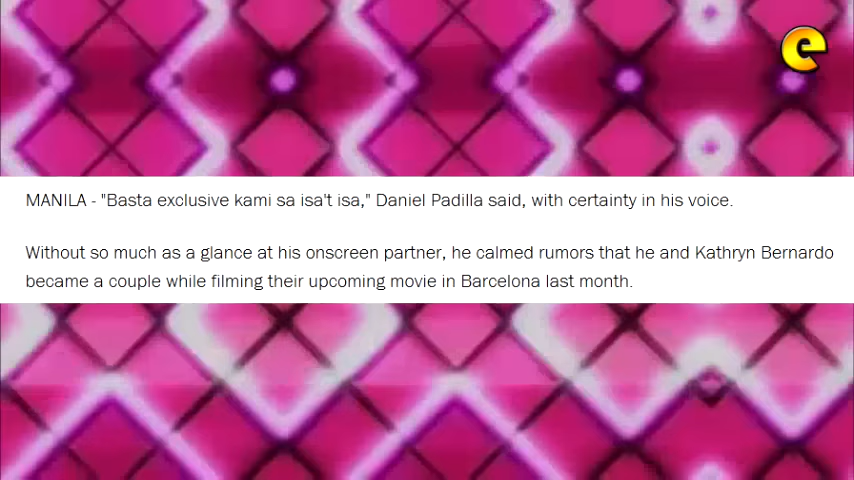 e
MANILA - "Basta exclusive kami sa isa't isa," Daniel Padilla said, with certainty in his voice.
Without so much as a glance at his onscreen partner, he calmed rumors that he and Kathryn Bernardo
became a couple while filming their upcoming movie in Barcelona last month.